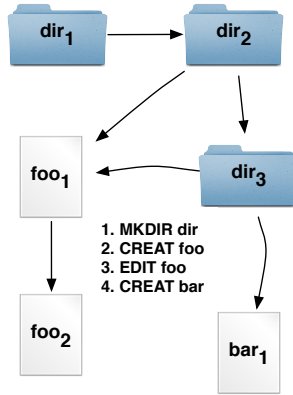 dir1
dir2
foo1
dir3
1. MKDIR dir
2. CREAT foo
3. EDIT foo
4. CREAT bar
foo2
bar1